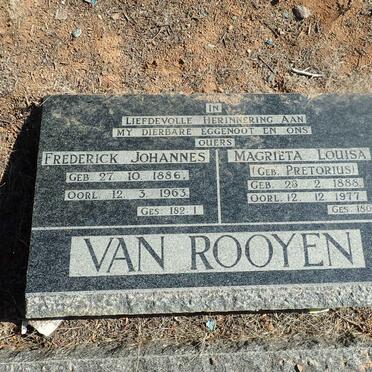 IN
LIEFDEVOLLE HERINNERING AAN
MY DIERBARE EGGENOOT EN ONS
OUERS
FREDERICK JOHANNES
GEB. 27. 10. 1886.
OORL. 12. 3. 1963.
GES. 182. 1
MAGRIETA LOUISA
(GEB. PRETORIUS)
GEB. 2 1888.
OORL. 12. 12. 1977.
GES. 180
VAN ROOYEN